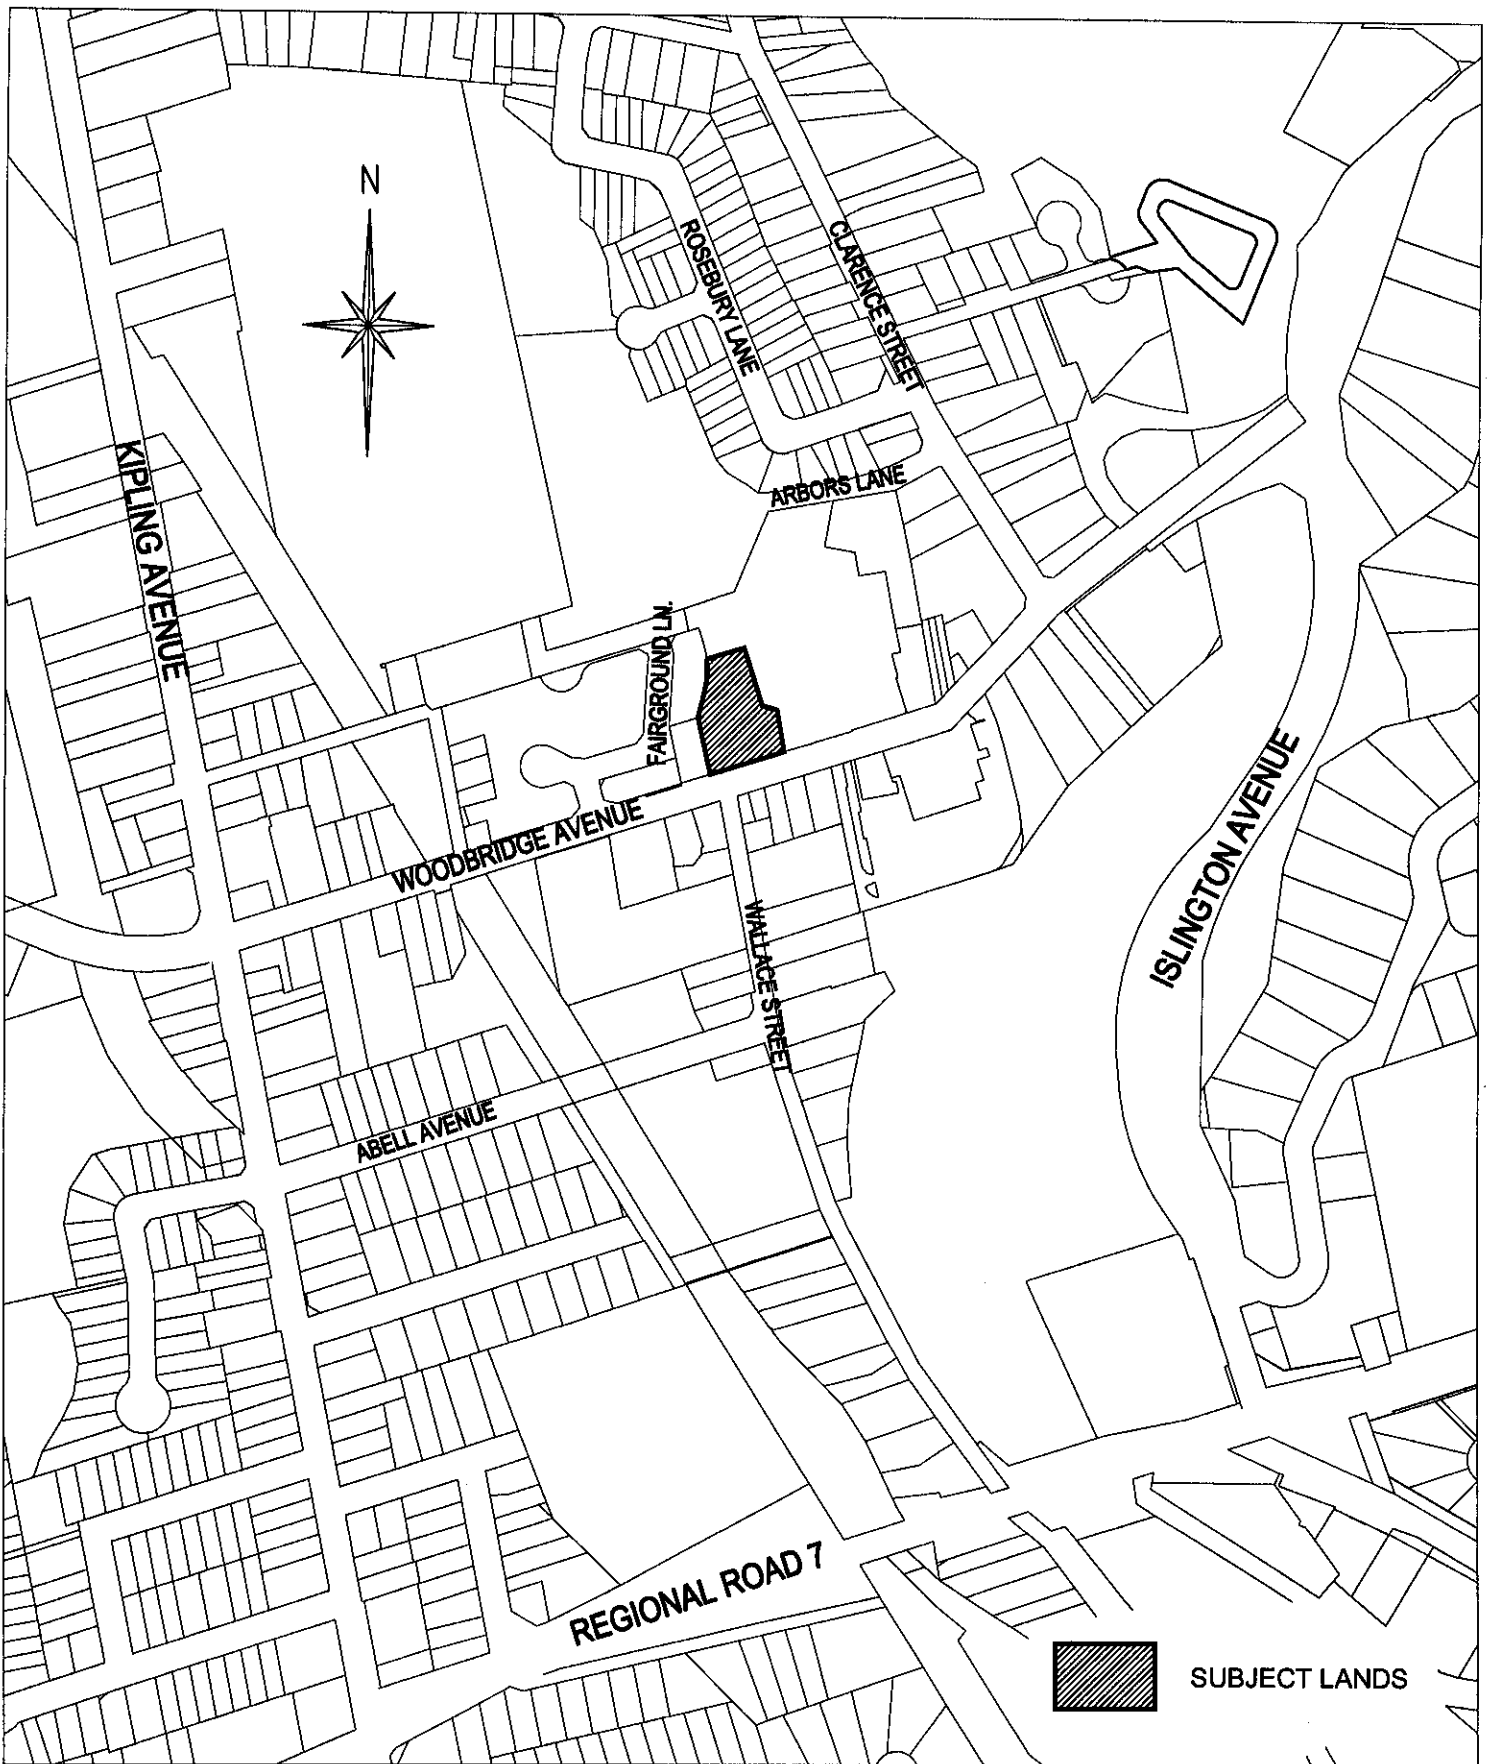 N
ROSEBURY LANE
CLARENCE STREET
KIPLING AVENUE
ARBORS LANE
FAIRGROUND LN.
WOODBRIDGE AVENUE
ISLINGTON AVENUE
WALLACE STREET
ABELL AVENUE
REGIONAL ROAD 7
SUBJECT LANDS